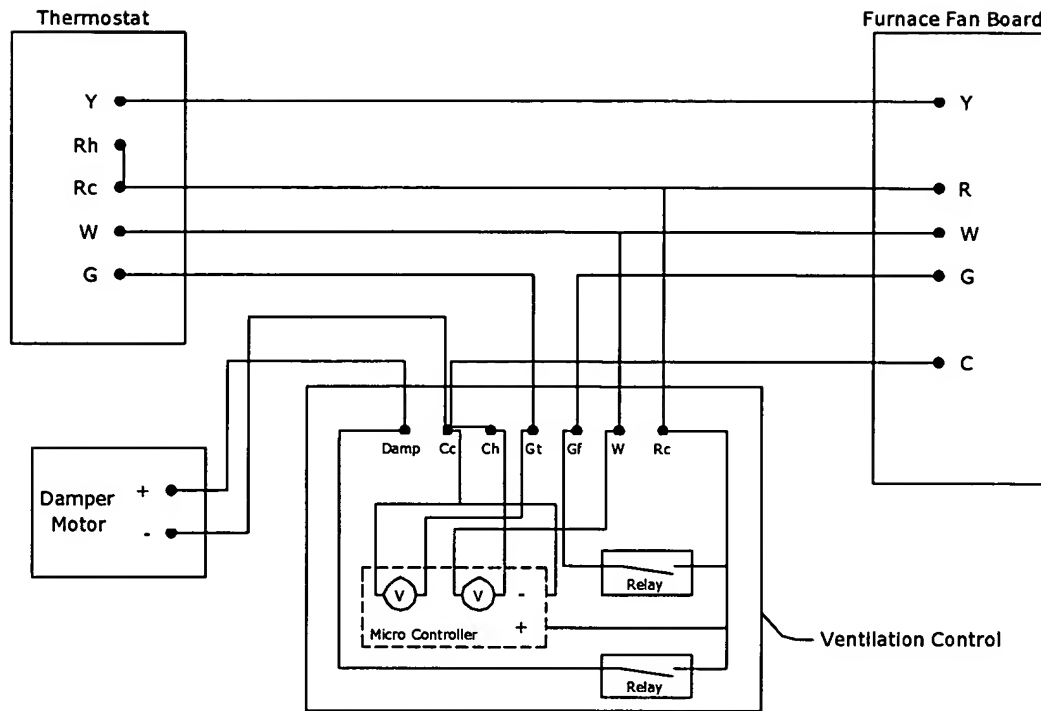 Thermostat
Furnace Fan Board
Y
Y
Rh
Rc
R
W
W
G
G
C
Damp
Cc
Ch
Gt
Gf
W
Rc
Damper
Motor
+
-
V
V
-
+
Micro Controller
Relay
Relay
Ventilation Control